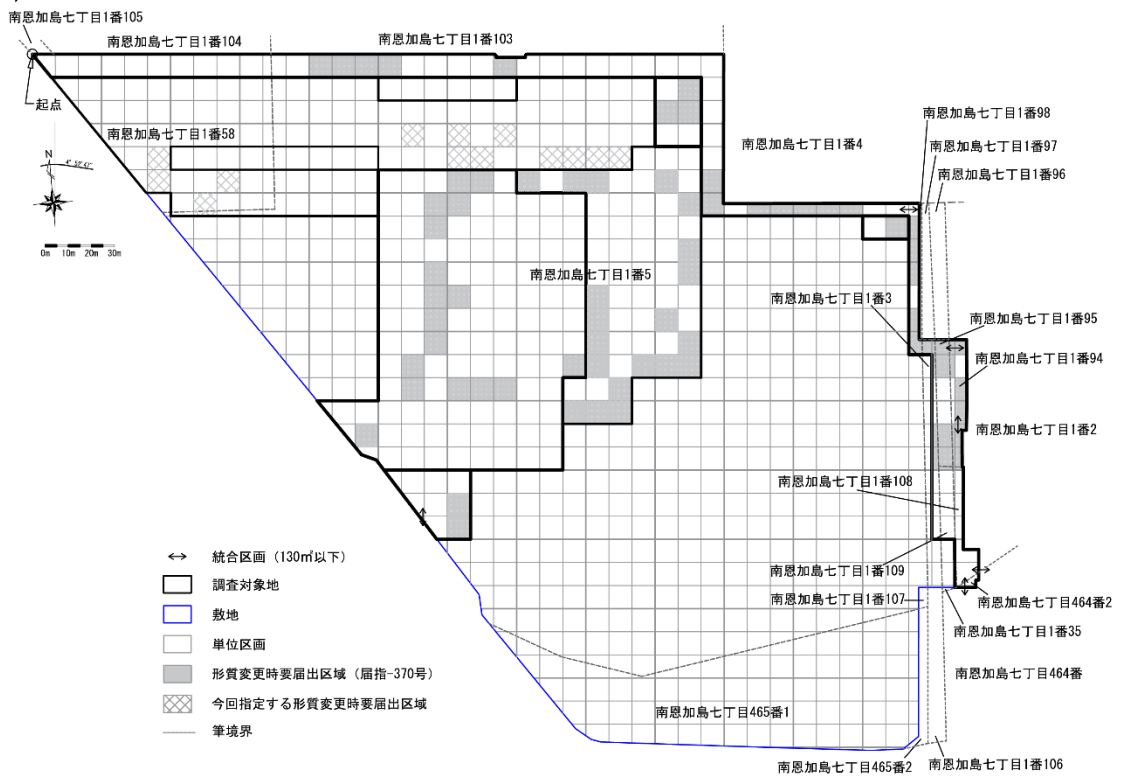 南恩加島七丁目1番105
南恩加島七丁目1番104
南恩加島七丁目1番103
起点
南恩加島七丁目1番58
南恩加島七丁目1番4
南恩加島七丁目1番98
南恩加島七丁目1番97
南恩加島七丁目1番96
N
0m 10m 20m 30m
南恩加島七丁目1番5
南恩加島七丁目1番3
南恩加島七丁目1番95
南恩加島七丁目1番94
南恩加島七丁目1番2
南恩加島七丁目1番108
南恩加島七丁目1番109
南恩加島七丁目1番107
南恩加島七丁目464番2
南恩加島七丁目1番35
南恩加島七丁目464番
南恩加島七丁目465番1
南恩加島七丁目465番2
南恩加島七丁目1番106
統合区画（130㎡以下）
調査対象地
敷地
単位区画
形質変更時要届出区域（届指-370号）
今回指定する形質変更時要届出区域
筆境界